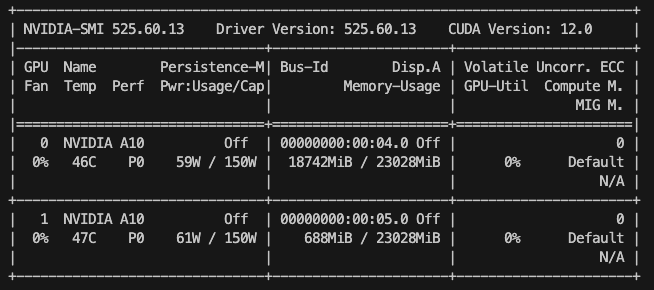 +-----------------------------------------------------------------------------+
| NVIDIA-SMI 525.60.13    Driver Version: 525.60.13    CUDA Version: 12.0     |
|-------------------------------+----------------------+----------------------+
| GPU  Name        Persistence-M| Bus-Id        Disp.A | Volatile Uncorr. ECC |
| Fan  Temp  Perf  Pwr:Usage/Cap|         Memory-Usage | GPU-Util  Compute M. |
|                               |                      |               MIG M. |
|===============================+======================+======================|
|   0  NVIDIA A10          Off  | 00000000:00:04.0 Off |                    0 |
|  0%   46C    P0    59W / 150W |  18742MiB / 23028MiB |      0%      Default |
|                               |                      |                  N/A |
+-------------------------------+----------------------+----------------------+
|   1  NVIDIA A10          Off  | 00000000:00:05.0 Off |                    0 |
|  0%   47C    P0    61W / 150W |    688MiB / 23028MiB |      0%      Default |
|                               |                      |                  N/A |
+-------------------------------+----------------------+----------------------+